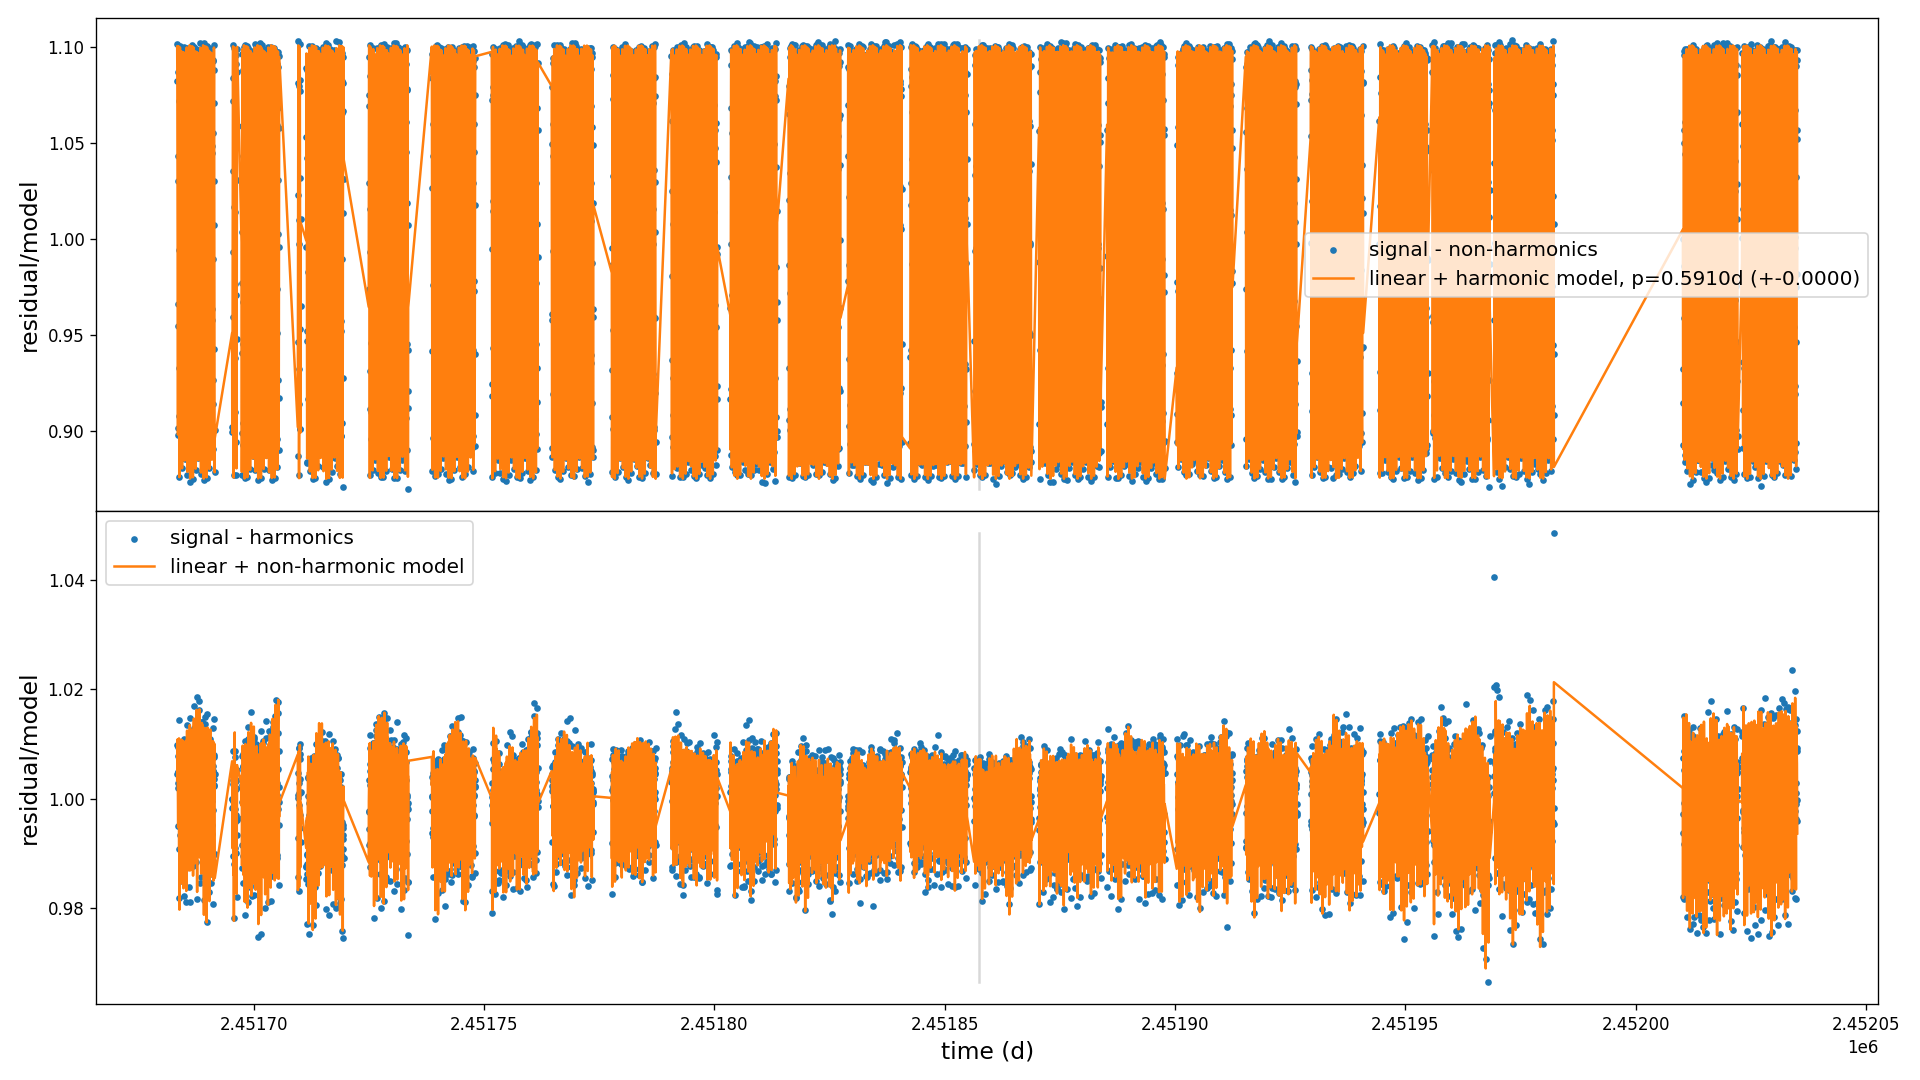 1.10
1.05
1.00
0.95
0.90
residual/model
signal - non-harmonics
linear + harmonic model, p=0.5910d (+-0.0000)
signal - harmonics
linear + non-harmonic model
1.04
1.02
1.00
0.98
residual/model
2.45170 2.45175 2.45180 2.45185 2.45190 2.45195 2.45200 2.45205
time (d)
1e6